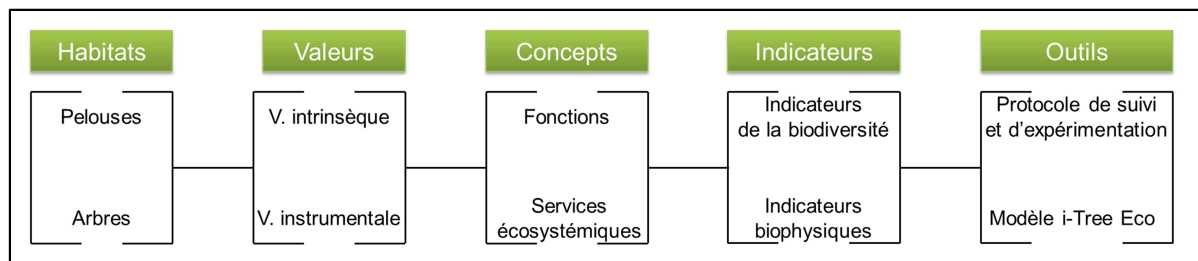 Habitats
Valeurs
Concepts
Indicateurs
Outils
Pelouses
Arbres
V. intrinsèque
V. instrumentale
Fonctions
Services
écosystémiques
Indicateurs
de la biodiversité
Indicateurs
biophysiques
Protocole de suivi
et d’expérimentation
Modèle i-Tree Eco